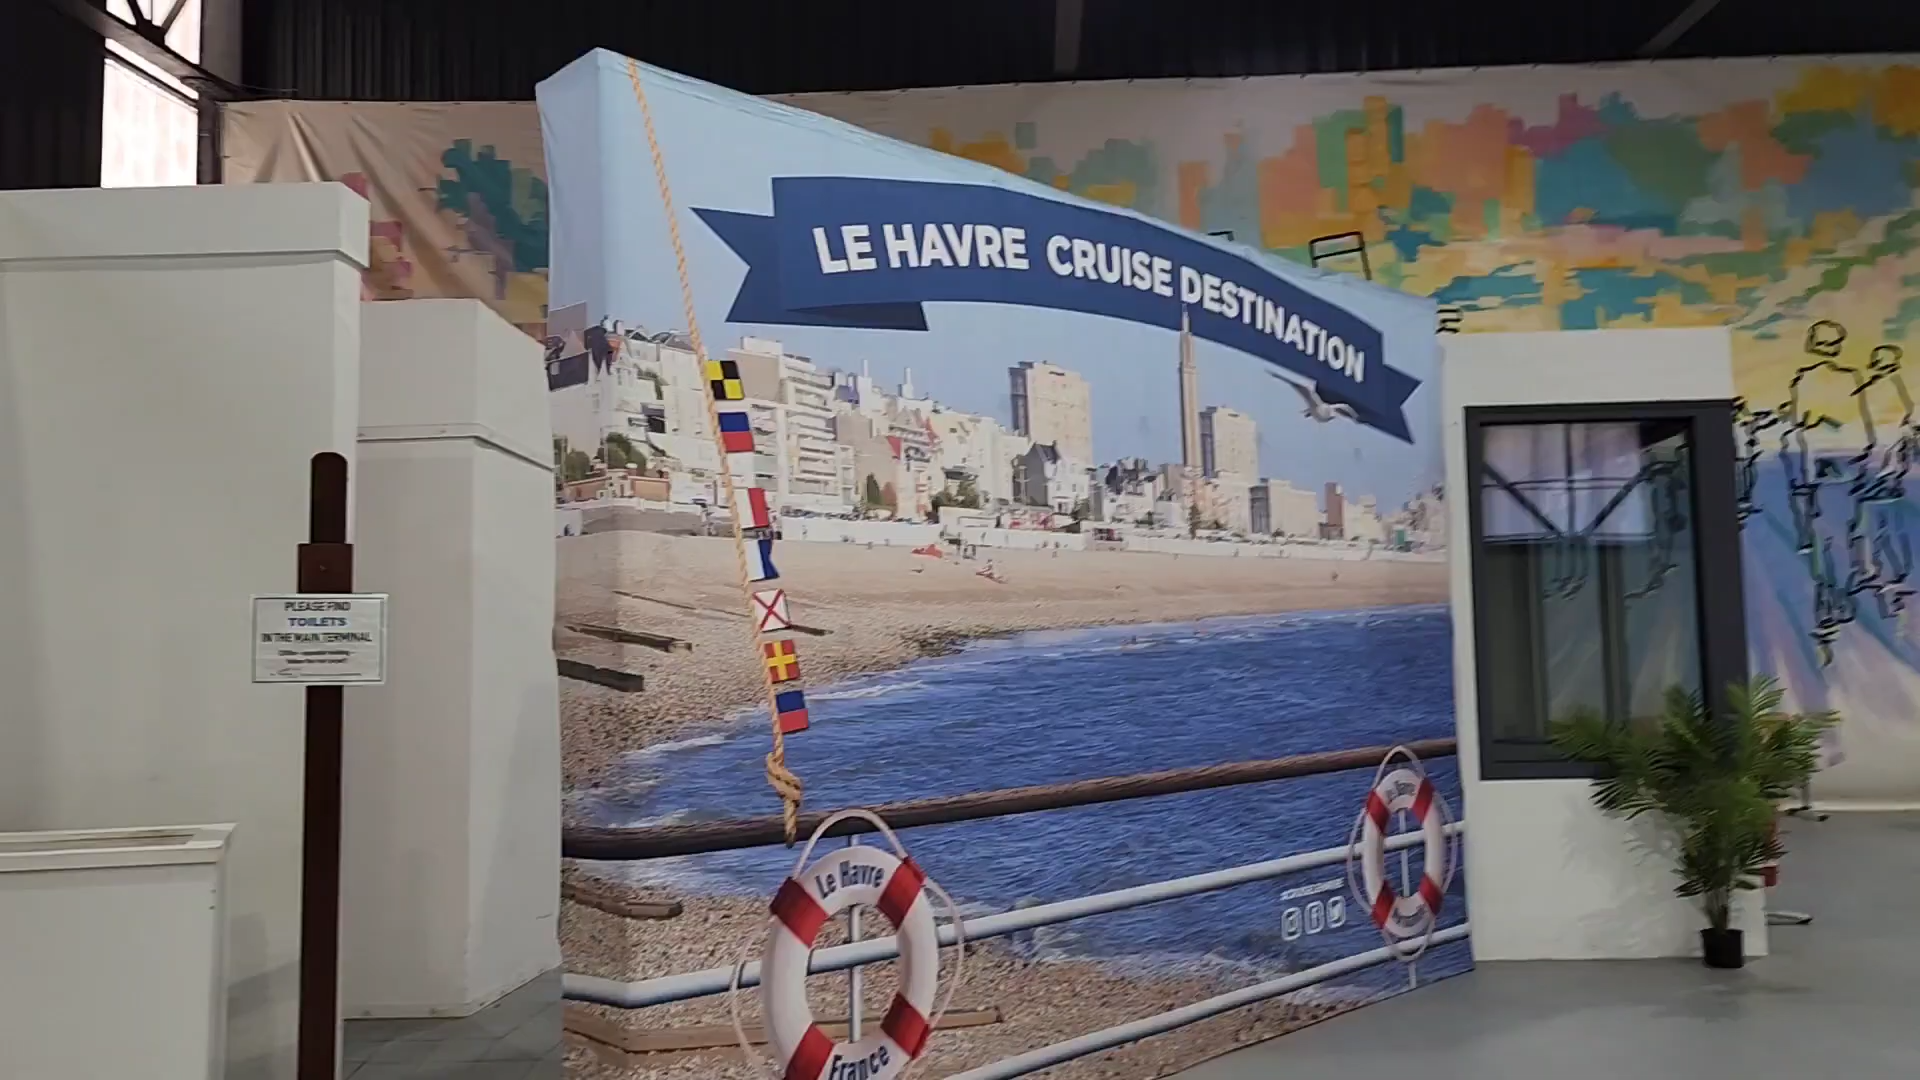 LE HAVRE CRUISE DESTINATION
PLEASE FIND
TOILETS
IN THE MAIN TERMINAL
Le Havre
France